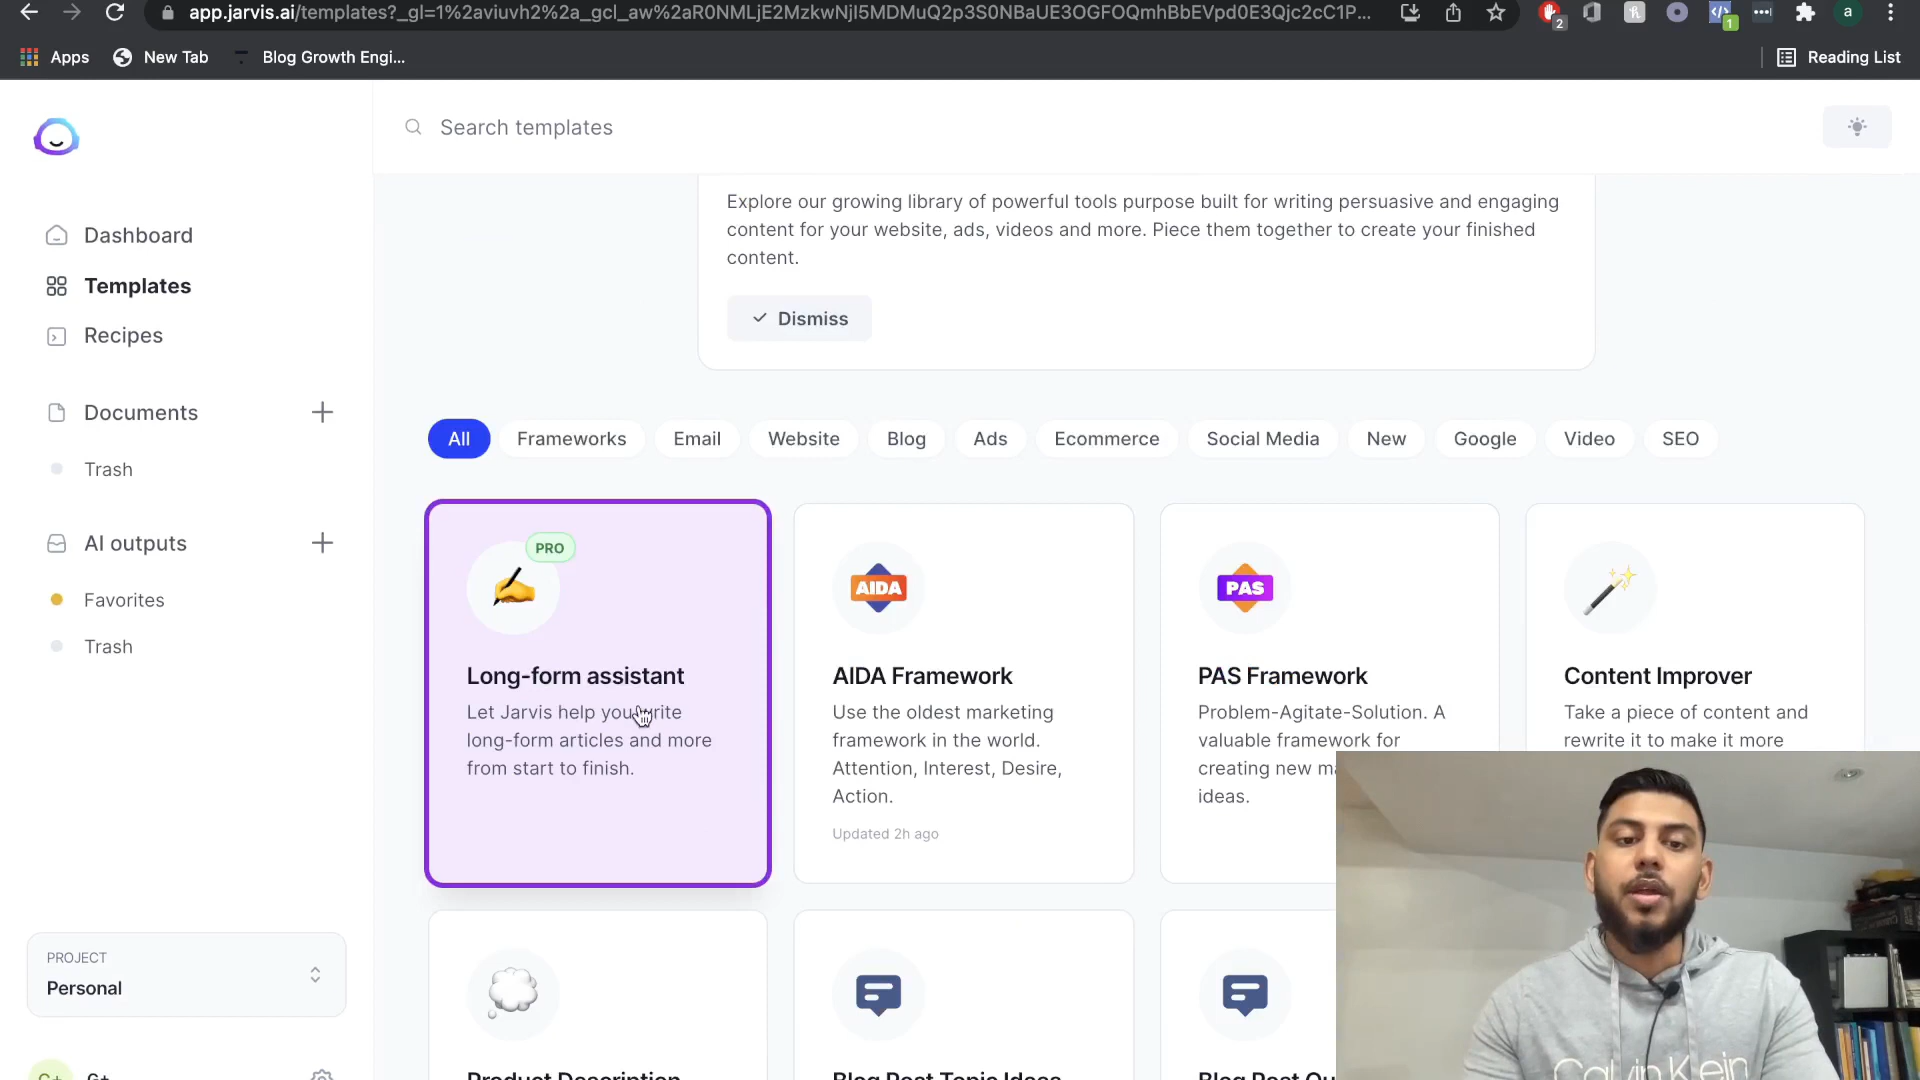 app.jarvis.ai/templates?_gl=1%2aviuvh2%2a_gcl_aw%2aR0NMLjE2MzkwNjI5MDMuQ2p3S0NBaUE3OGFOQmhBbEVpd0E3Qjc2cC1P...
2
1
a
Apps
New Tab
Blog Growth Engi...
Reading List
Search templates
Dashboard
Templates
Recipes
Documents
Trash
AI outputs
Favorites
Trash
PROJECT
Personal
G+
Explore our growing library of powerful tools purpose built for writing persuasive and engaging
content for your website, ads, videos and more. Piece them together to create your finished
content.
Dismiss
All
Frameworks
Email
Website
Blog
Ads
Ecommerce
Social Media
New
Google
Video
SEO
PRO
Long-form assistant
Let Jarvis help you write
long-form articles and more
from start to finish.
AIDA
AIDA Framework
Use the oldest marketing
framework in the world.
Attention, Interest, Desire,
Action.
Updated 2h ago
PAS
PAS Framework
Problem-Agitate-Solution. A
valuable framework for
creating new
ideas.
Content Improver
Take a piece of content and
rewrite it to make it more
Product Description
Blog Post Topic Ideas
Blog Post
Calvin Klein